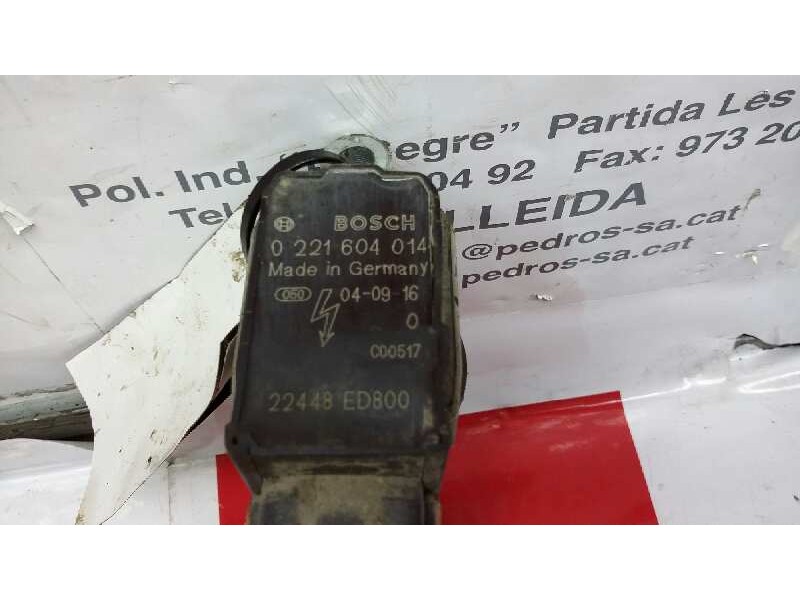 Pol. Ind. egre" Partida Les
Tel 04 92 Fax: 973 20
LLEIDA
@pedros-sa.cat
pedros-sa.cat
BOSCH
0 221 604 014
Made in Germany
050 04-09-16
0
C00517
22448 ED800